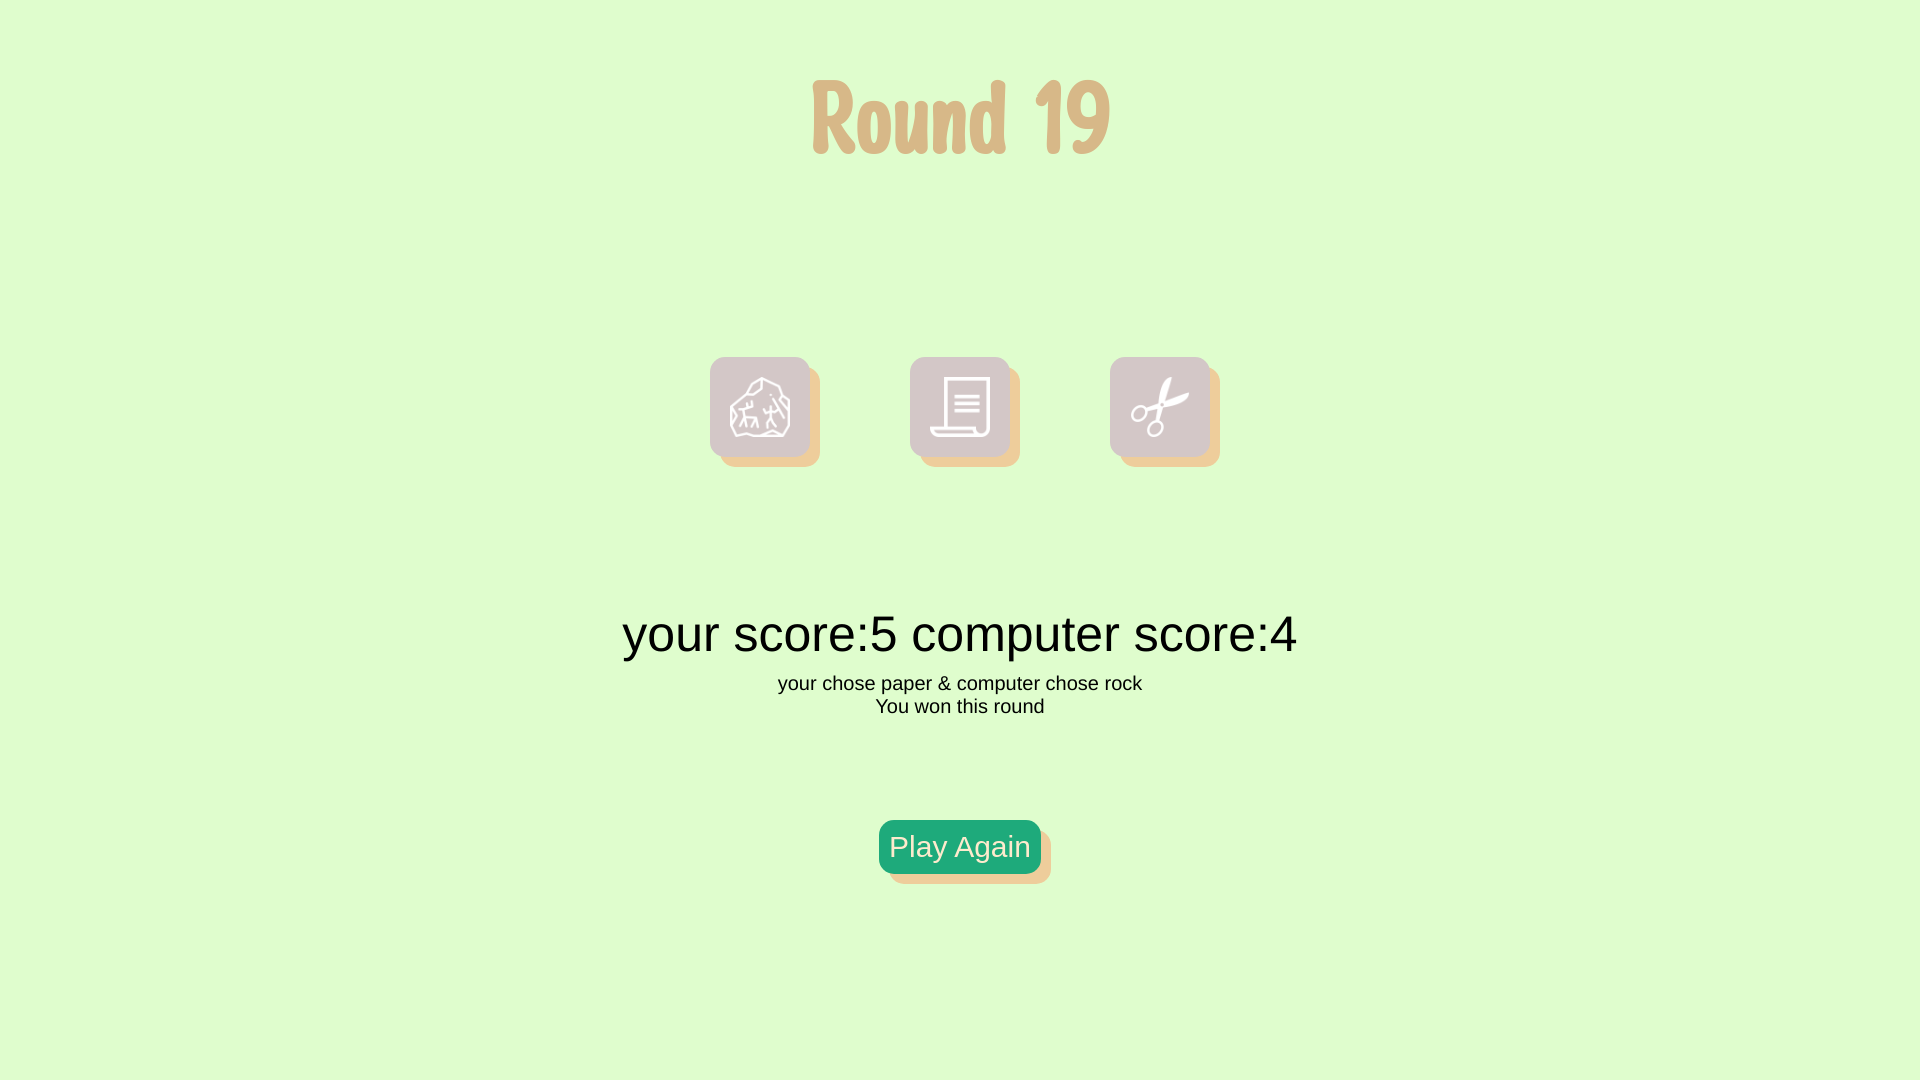 Round 19
your score:5 computer score:4
your chose paper & computer chose rock
You won this round
Play Again